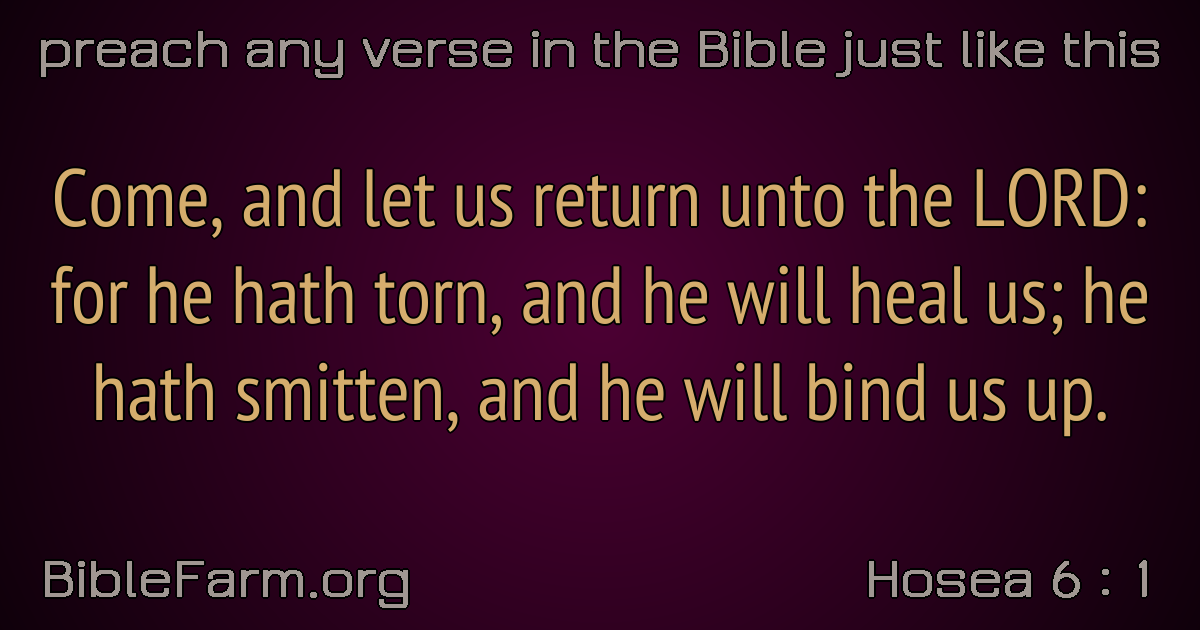 preach any verse in the Bible just like this
Come, and let us return unto the LORD:
for he hath torn, and he will heal us; he
hath smitten, and he will bind us up.
BibleFarm.org
Hosea 6 : 1